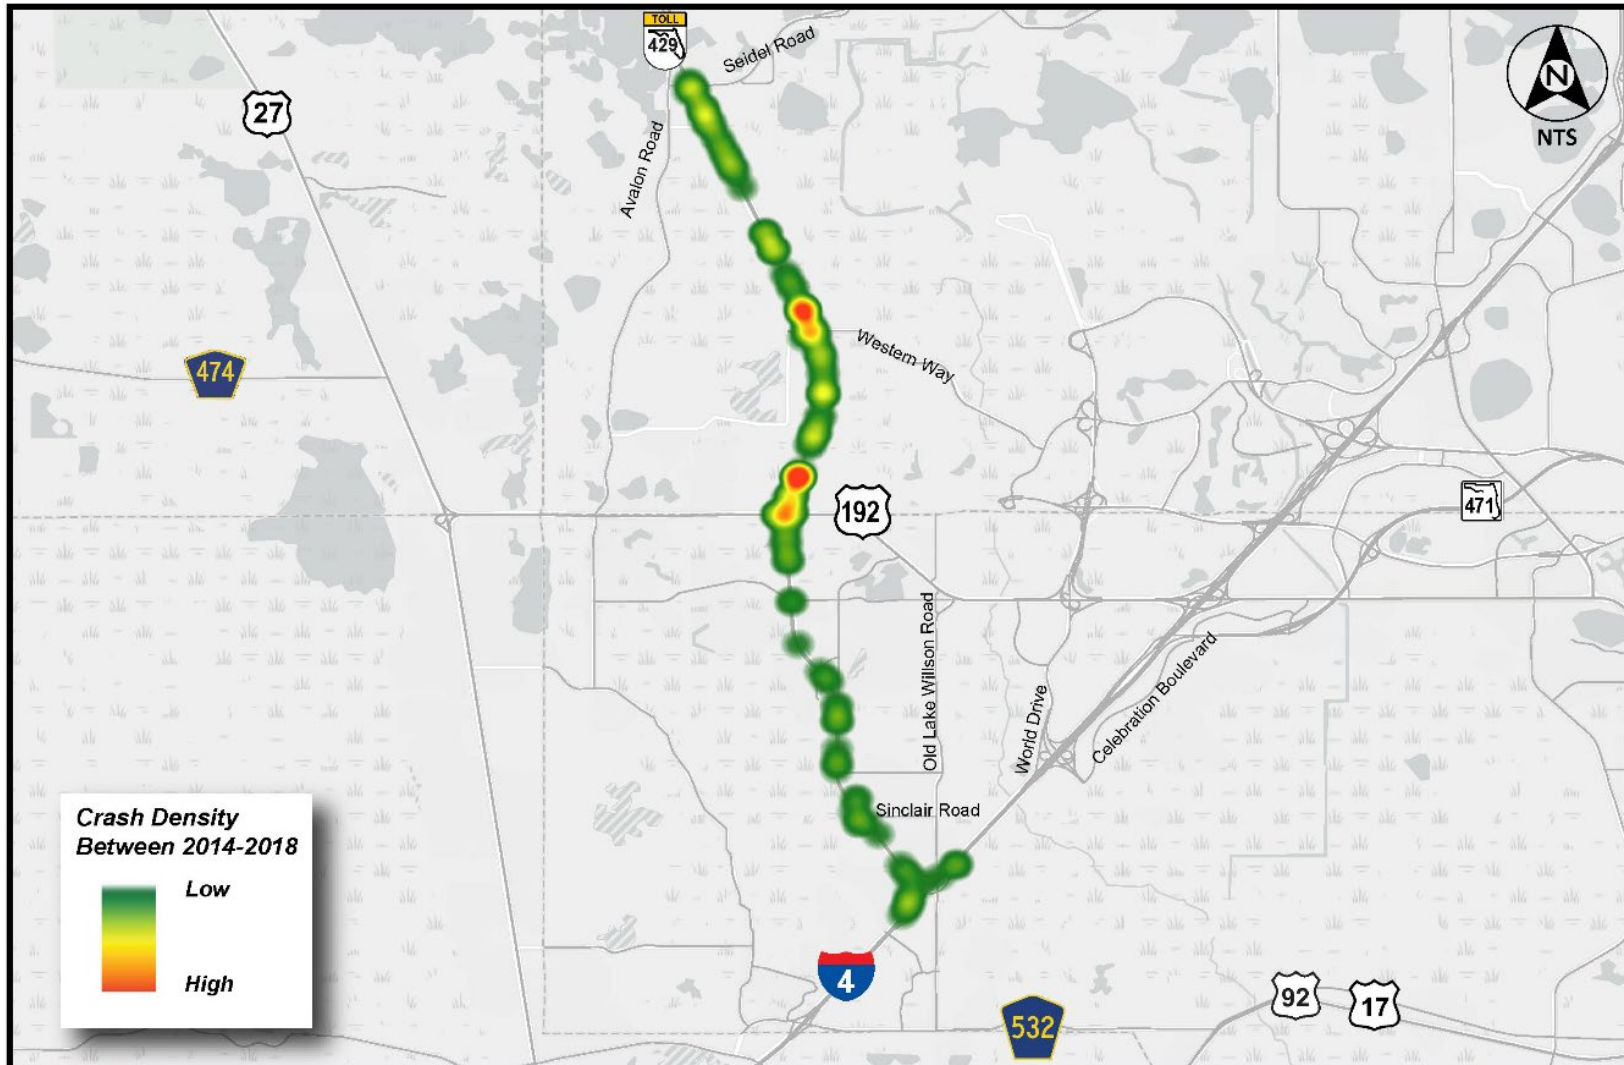 TOLL
429
Seidel Road
27
N
NTS
Avalon Road
Western Way
474
192
471
Old Lake Willson Road
World Drive
Celebration Boulevard
Sinclair Road
Crash Density
Between 2014-2018
Low
High
4
92
17
532